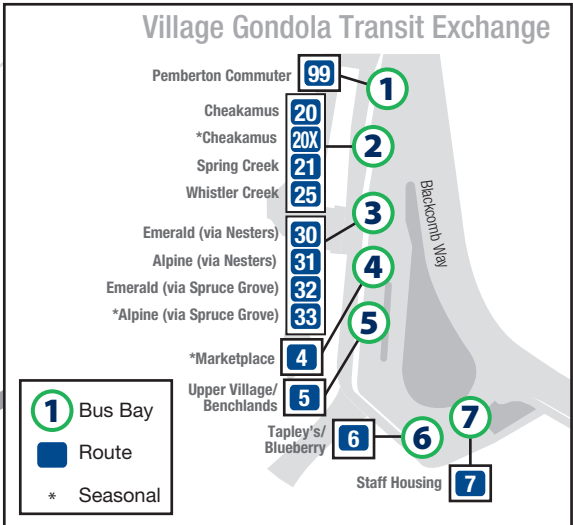 Village Gondola Transit Exchange
Pemberton Commuter 99 1
Cheakamus 20
*Cheakamus 20X 2
Spring Creek 21
Whistler Creek 25
3
Emerald (via Nesters) 30
Alpine (via Nesters) 31
4
Emerald (via Spruce Grove) 32
*Alpine (via Spruce Grove) 33
5
*Marketplace 4
Upper Village/
Benchlands 5
Tapley's/
Blueberry 6 6
7
Staff Housing 7
Blackcomb Way
1 Bus Bay
Route
* Seasonal